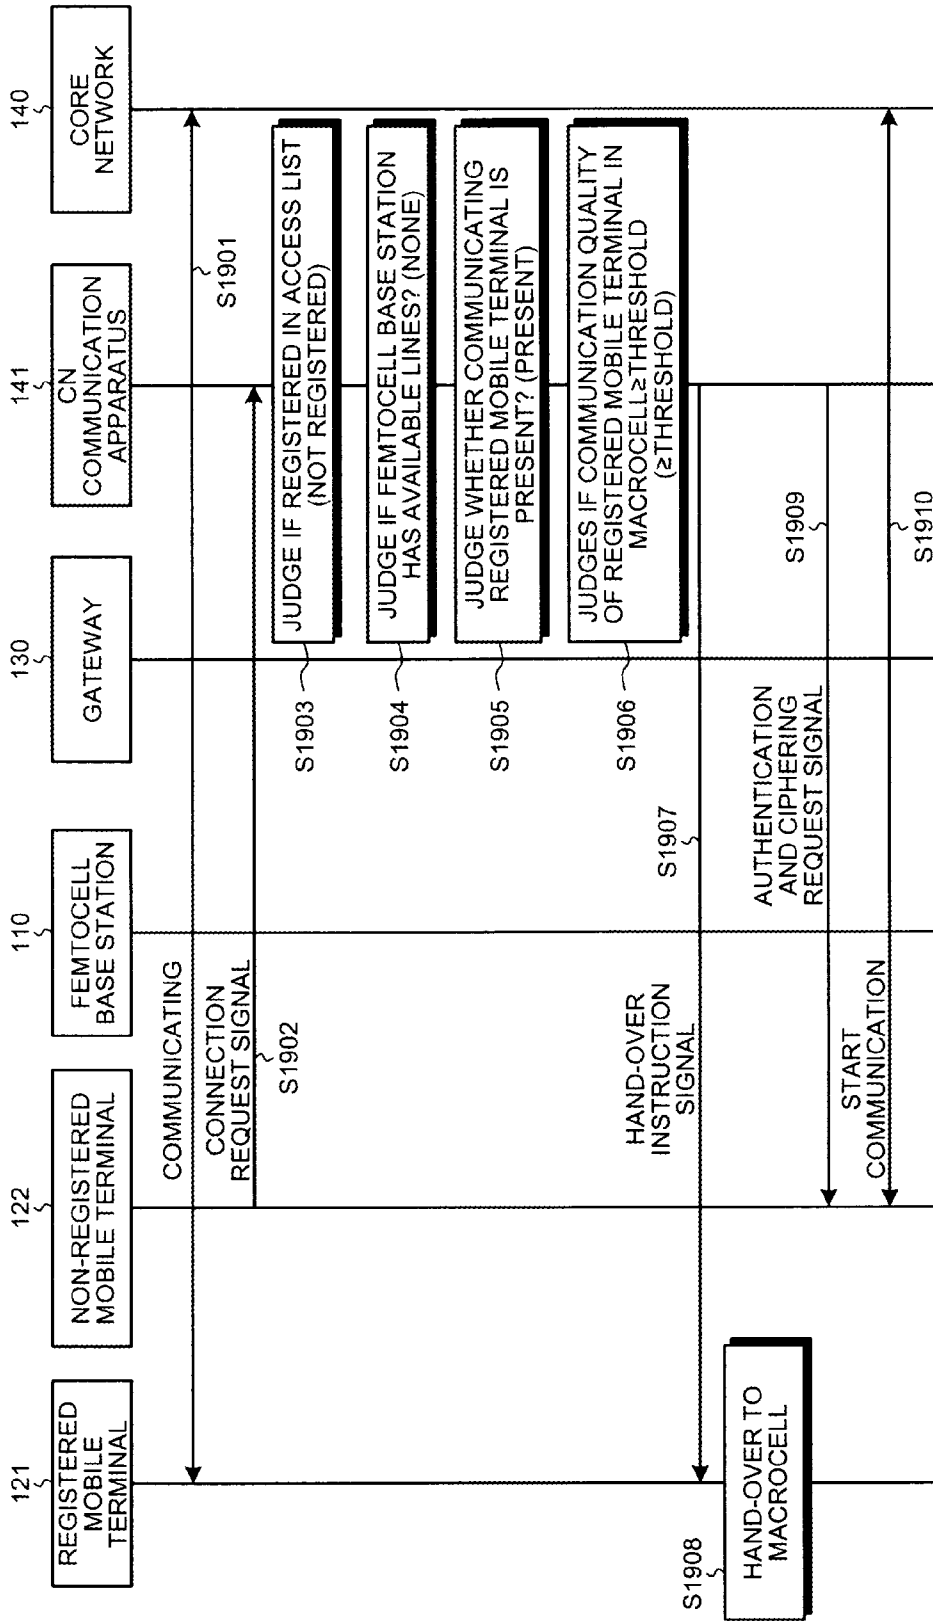 121
REGISTERED
MOBILE
TERMINAL
122
NON-REGISTERED
MOBILE TERMINAL
110
FEMTOCELL
BASE STATION
130
GATEWAY
141
CN
COMMUNICATION
APPARATUS
140
CORE
NETWORK
COMMUNICATING
S1901
CONNECTION
REQUEST SIGNAL
S1902
S1903
JUDGE IF REGISTERED IN ACCESS LIST
(NOT REGISTERED)
S1904
JUDGE IF FEMTOCELL BASE STATION
HAS AVAILABLE LINES? (NONE)
S1905
JUDGE WHETHER COMMUNICATING
REGISTERED MOBILE TERMINAL IS
PRESENT? (PRESENT)
S1906
JUDGES IF COMMUNICATION QUALITY
OF REGISTERED MOBILE TERMINAL IN
MACROCELL≥THRESHOLD
(≥THRESHOLD)
HAND-OVER
INSTRUCTION
SIGNAL
S1907
S1908
HAND-OVER TO
MACROCELL
AUTHENTICATION
AND CIPHERING
REQUEST SIGNAL
S1909
START
COMMUNICATION
S1910